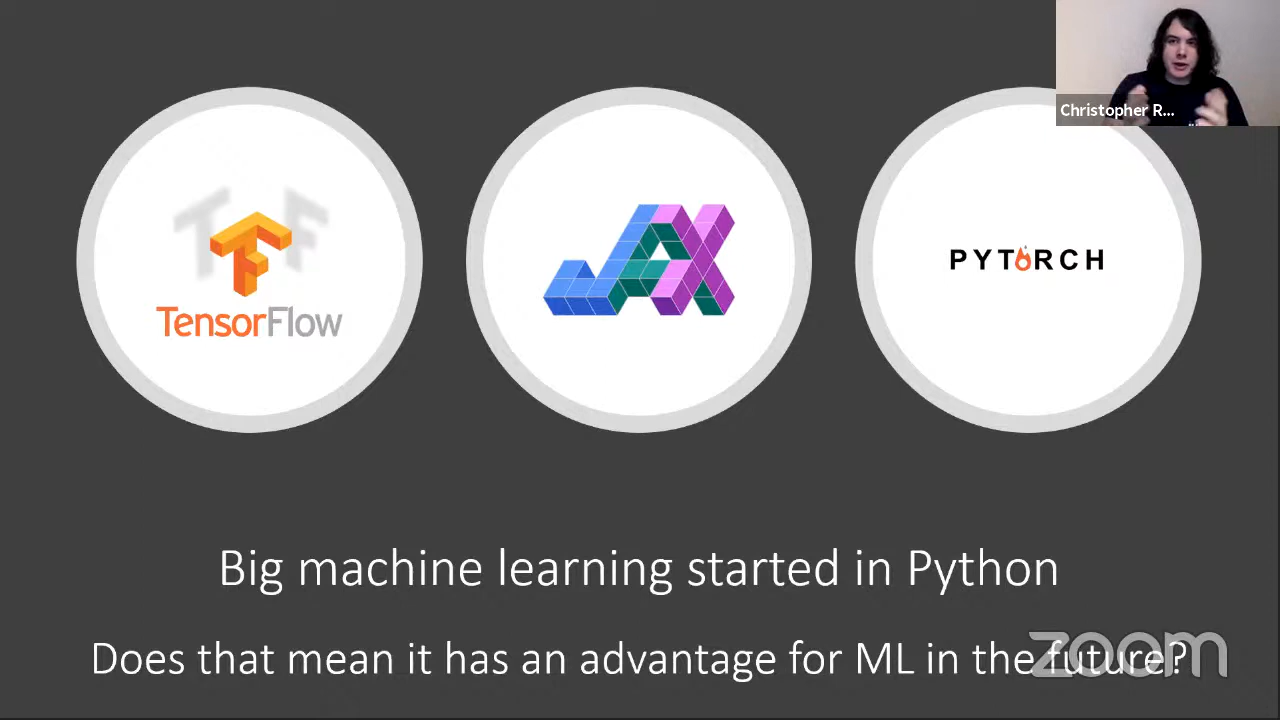 Christopher R...
TensorFlow
JAX
PYTORCH
Big machine learning started in Python
Does that mean it has an advantage for ML in the future?
zoom